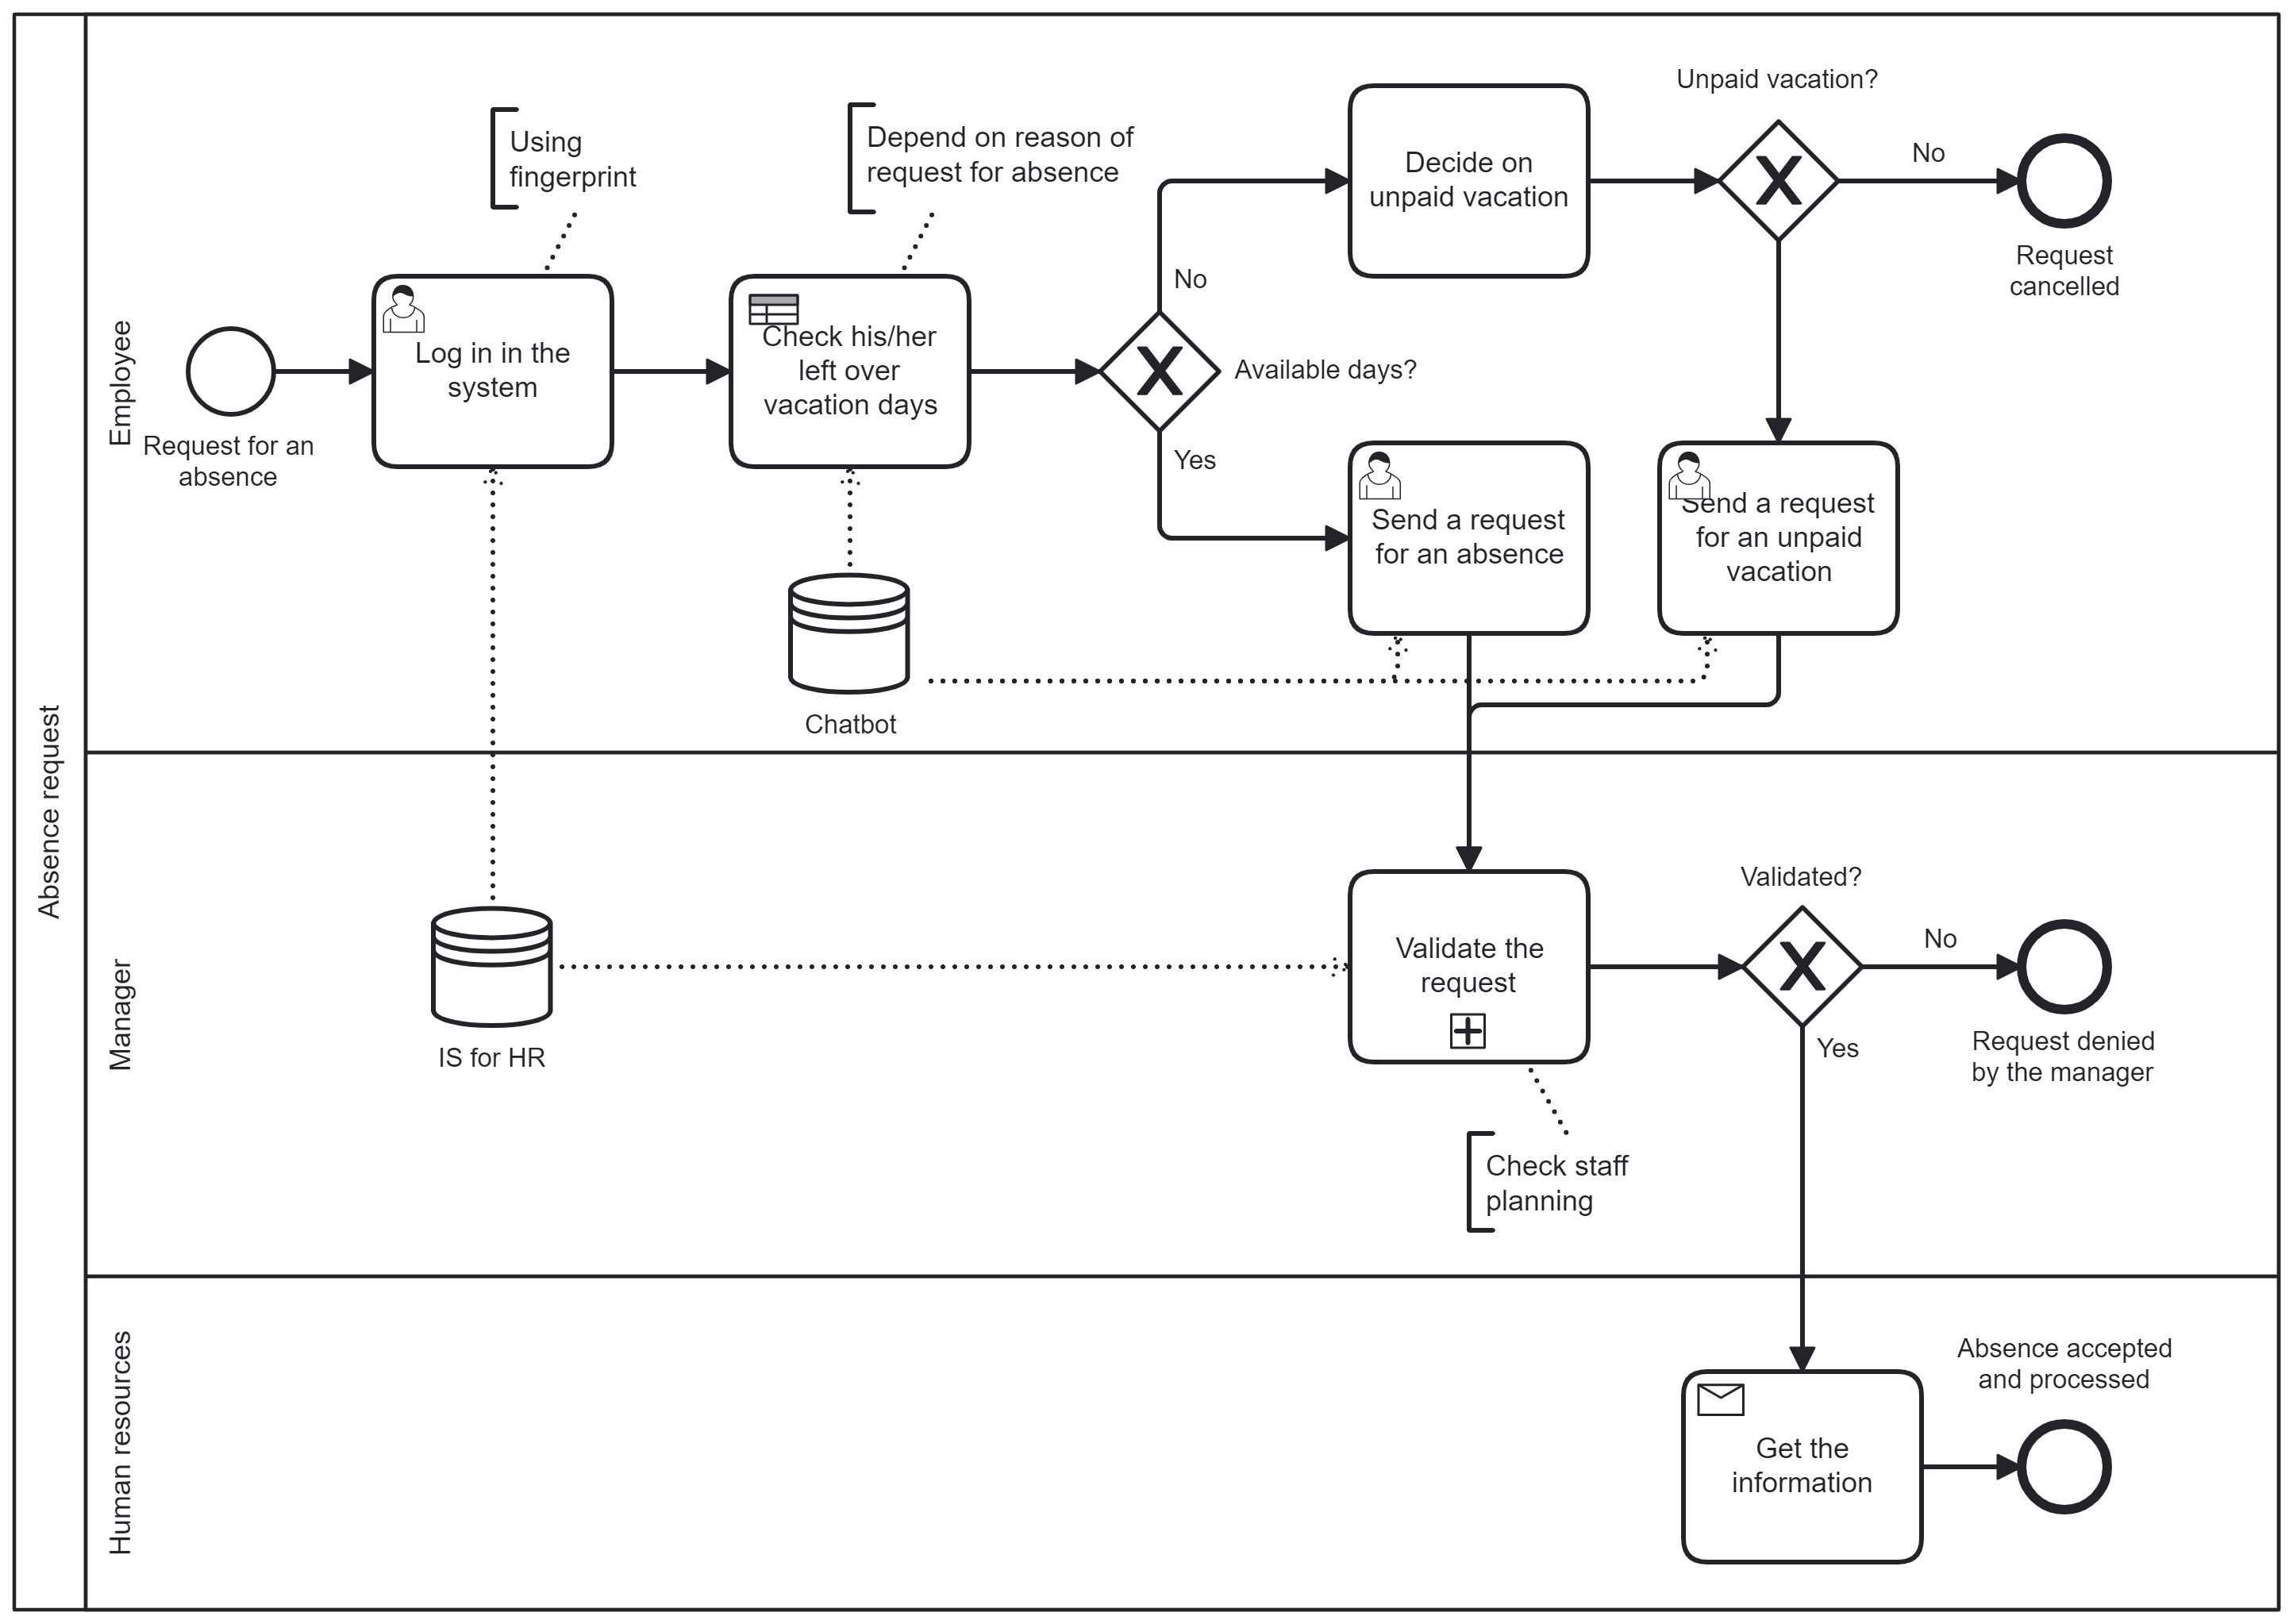 Absence request
Employee
Request for an
absence
Using
fingerprint
Log in in the
system
Depend on reason of
request for absence
Check his/her
left over
vacation days
Chatbot
Available days?
No
Yes
Decide on
unpaid vacation
Unpaid vacation?
No
Request
cancelled
Send a request
for an absence
Send a request
for an unpaid
vacation
Manager
IS for HR
Validate the
request
Check staff
planning
Validated?
No
Request denied
by the manager
Yes
Human resources
Get the
information
Absence accepted
and processed